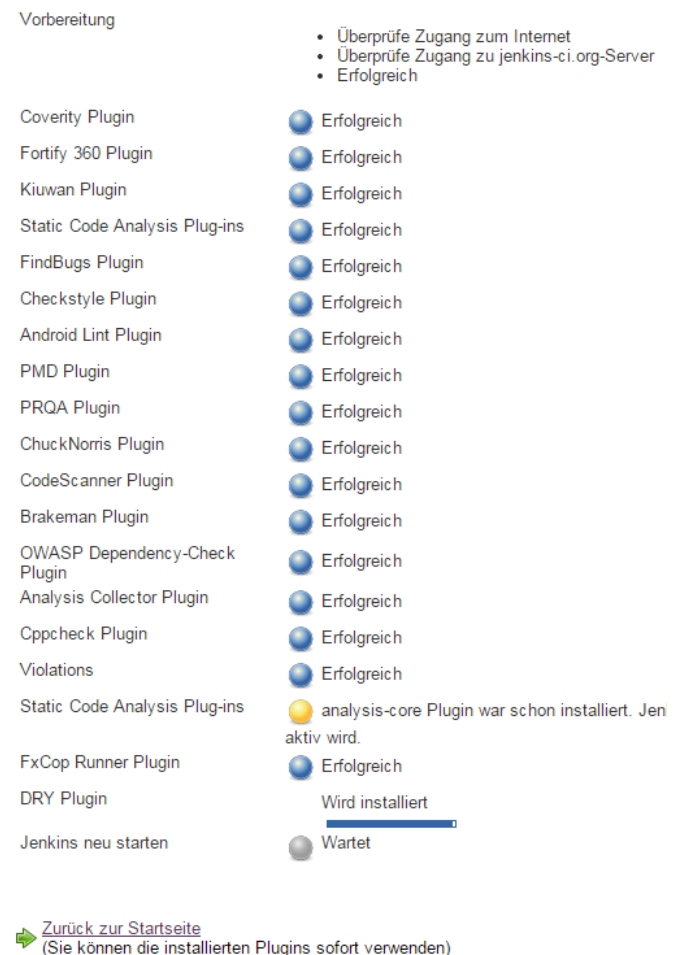 Vorbereitung
Überprüfe Zugang zum Internet
Überprüfe Zugang zu jenkins-ci.org-Server
Erfolgreich
Coverity Plugin Erfolgreich
Fortify 360 Plugin Erfolgreich
Kiuwan Plugin Erfolgreich
Static Code Analysis Plug-ins Erfolgreich
FindBugs Plugin Erfolgreich
Checkstyle Plugin Erfolgreich
Android Lint Plugin Erfolgreich
PMD Plugin Erfolgreich
PRQA Plugin Erfolgreich
ChuckNorris Plugin Erfolgreich
CodeScanner Plugin Erfolgreich
Brakeman Plugin Erfolgreich
OWASP Dependency-Check
Plugin Erfolgreich
Analysis Collector Plugin Erfolgreich
Cppcheck Plugin Erfolgreich
Violations Erfolgreich
Static Code Analysis Plug-ins analysis-core Plugin war schon installiert.
aktiv wird.
FxCop Runner Plugin Erfolgreich
DRY Plugin Wird installiert
Jenkins neu starten Wartet
Zurück zur Startseite
(Sie können die installierten Plugins sofort verwenden)